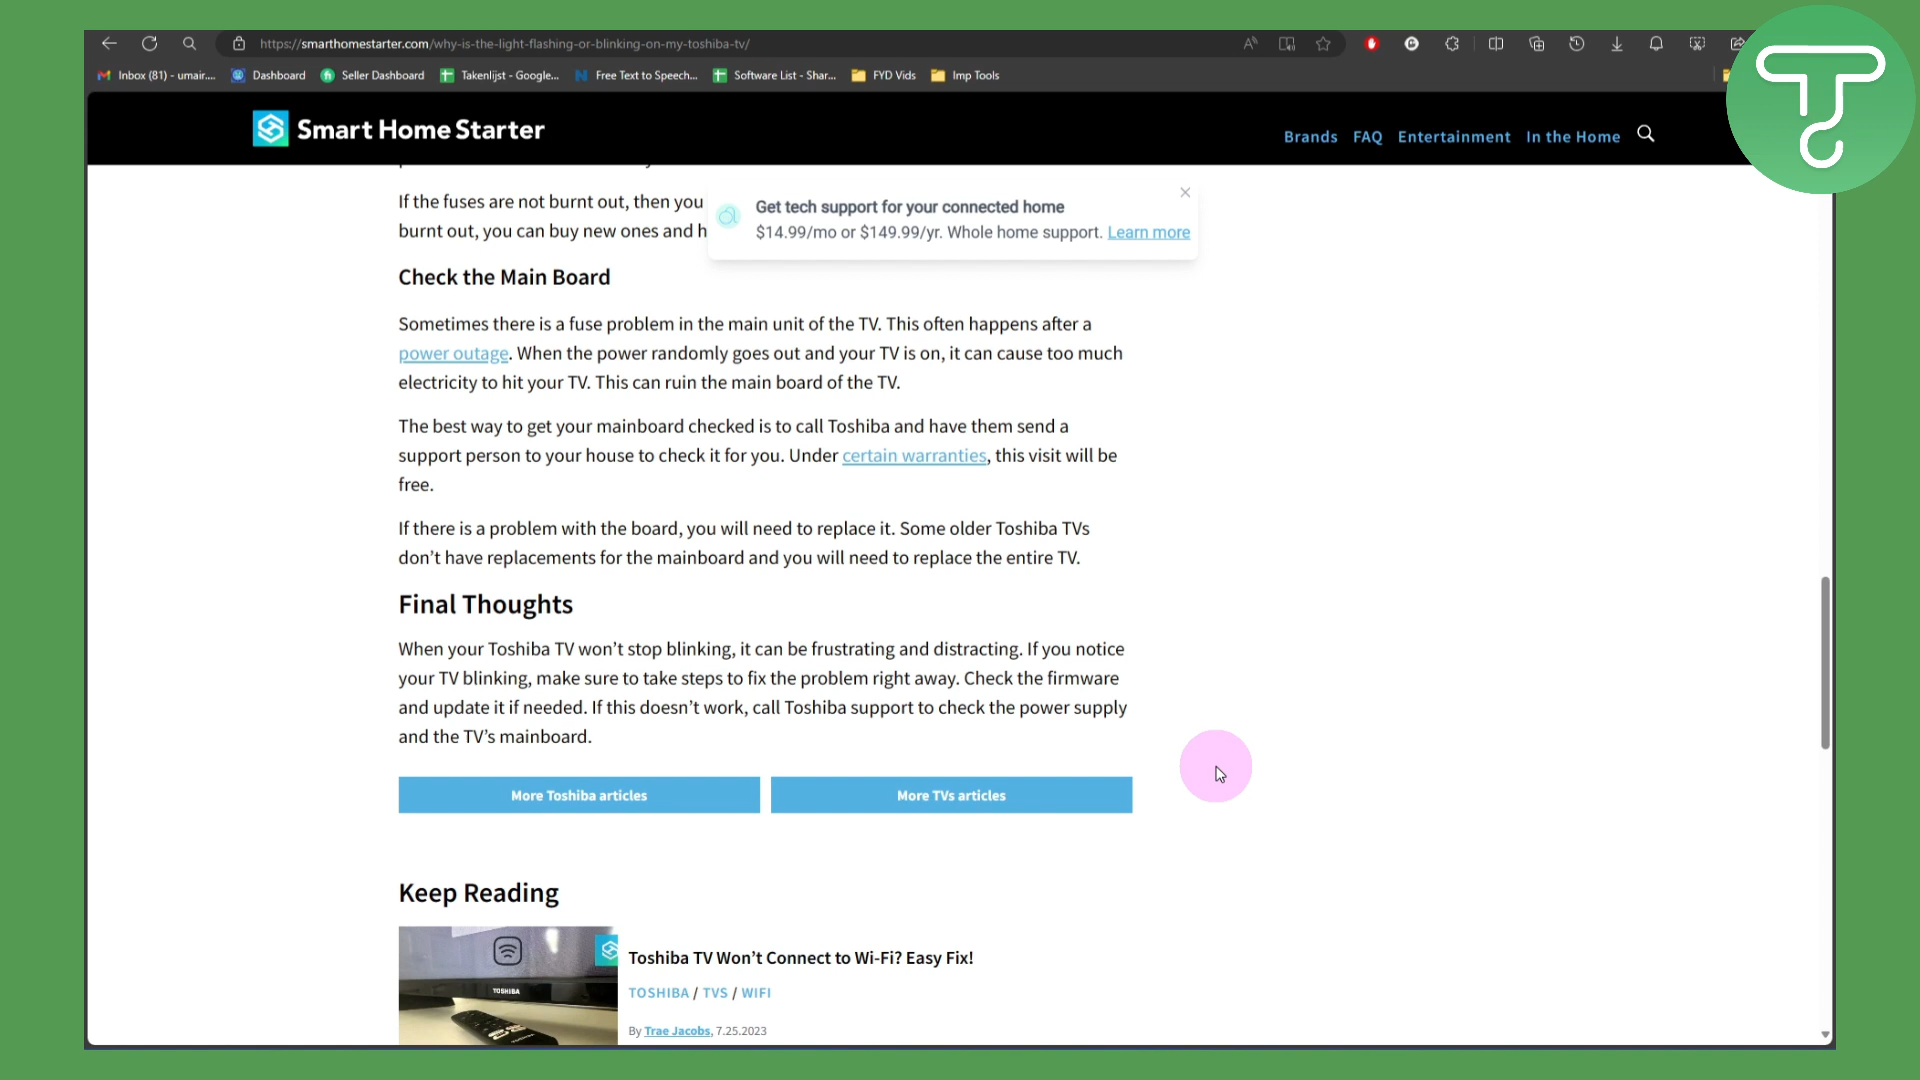 https://smarthomestarter.com/why-is-the-light-flashing-or-blinking-on-my-toshiba-tv/
Inbox (81) - umair.... Dashboard Seller Dashboard Takenlijst - Google... Free Text to Speech... Software List - Shar... FYD Vids Imp Tools
Smart Home Starter
Brands FAQ Entertainment In the Home
If the fuses are not burnt out, then you
burnt out, you can buy new ones and h
Get tech support for your connected home
$14.99/mo or $149.99/yr. Whole home support. Learn more
Check the Main Board
Sometimes there is a fuse problem in the main unit of the TV. This often happens after a
power outage. When the power randomly goes out and your TV is on, it can cause too much
electricity to hit your TV. This can ruin the main board of the TV.
The best way to get your mainboard checked is to call Toshiba and have them send a
support person to your house to check it for you. Under certain warranties, this visit will be
free.
If there is a problem with the board, you will need to replace it. Some older Toshiba TVs
don’t have replacements for the mainboard and you will need to replace the entire TV.
Final Thoughts
When your Toshiba TV won’t stop blinking, it can be frustrating and distracting. If you notice
your TV blinking, make sure to take steps to fix the problem right away. Check the firmware
and update it if needed. If this doesn’t work, call Toshiba support to check the power supply
and the TV’s mainboard.
More Toshiba articles
More TVs articles
Keep Reading
TOSHIBA
Toshiba TV Won’t Connect to Wi-Fi? Easy Fix!
TOSHIBA / TVS / WIFI
By Trae Jacobs, 7.25.2023